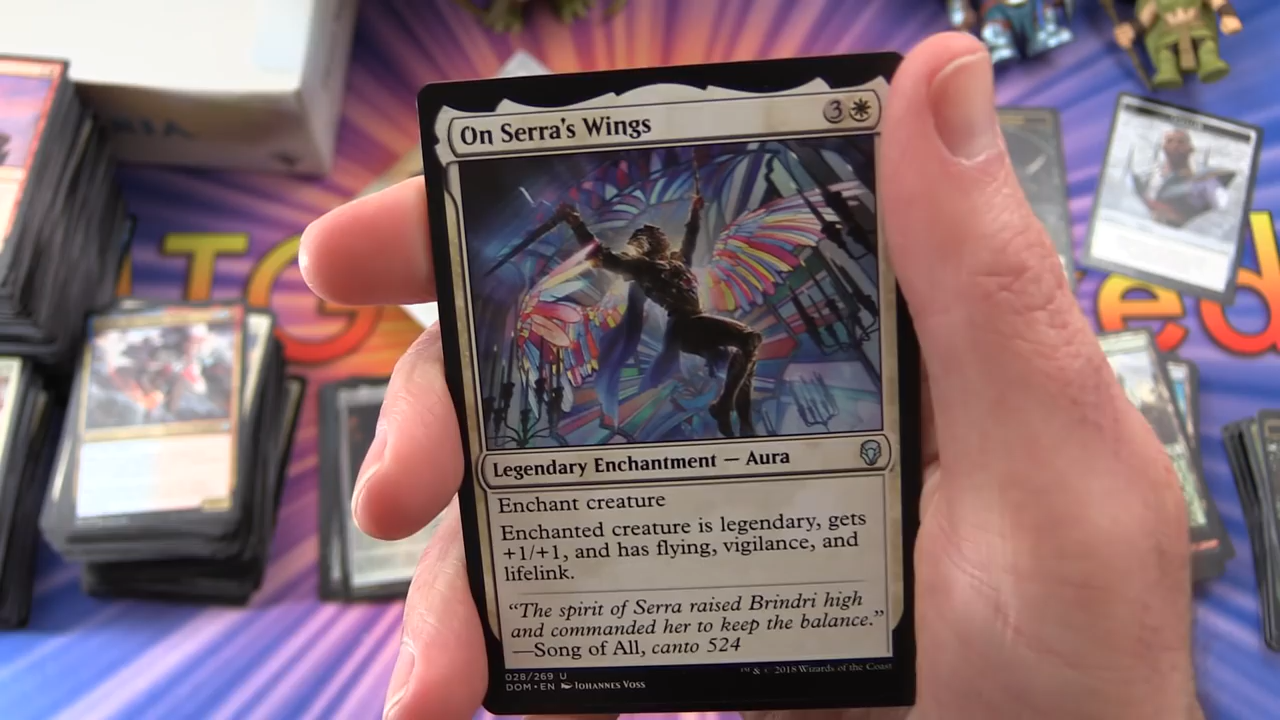 On Serra's Wings
3
Legendary Enchantment — Aura
Enchant creature
Enchanted creature is legendary, gets
+1/+1, and has flying, vigilance, and
lifelink.
“The spirit of Serra raised Brindri high
and commanded her to keep the balance.”
—Song of All, canto 524
028/269 U
DOM • EN Johannes Voss
™ & © 2018 Wizards of the Coast